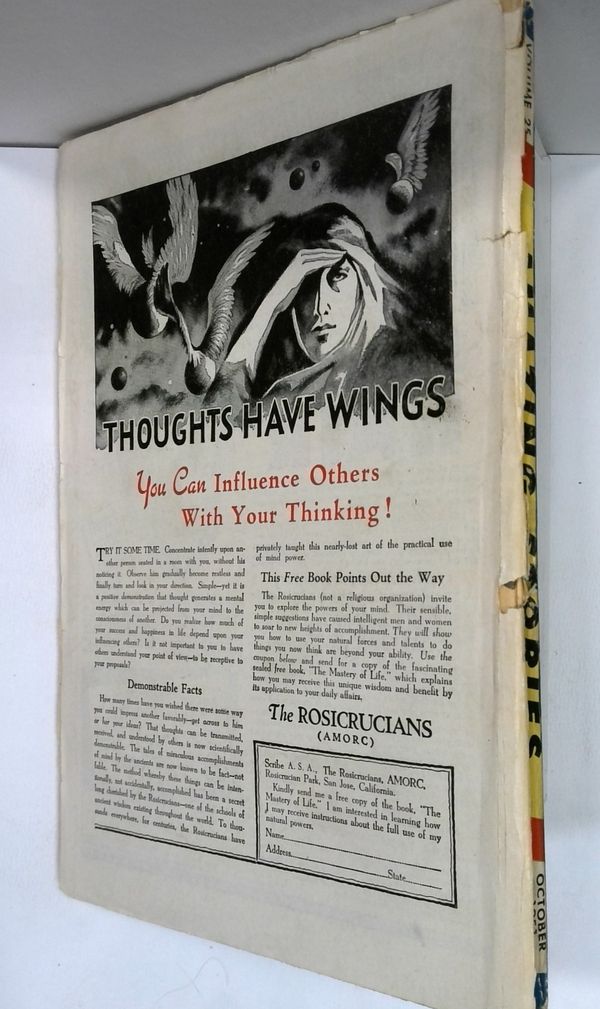 THOUGHTS HAVE WINGS
You Can Influence Others
With Your Thinking!
TRY IT SOME TIME. Concentrate intently upon an-
other person seated in a room with you, without his
noticing it. Observe him gradually become restless and
finally turn and look in your direction. Simple—yet it is
a positive demonstration that thought generates a mental
energy which can be projected from your mind to the
consciousness of another. Do you realize how much of
your success and happiness in life depend upon your
influencing others? Is it not important to you to have
others understand your point of view—to be receptive to
your proposals?
Demonstrable Facts
How many times have you wished there were some way
you could impress another favorably—get across to him
or her your ideas? That thoughts can be transmitted,
received, and understood by others is now scientifically
demonstrable. The tales of miraculous accomplishments
of mind by the ancients are now known to be fact—not
fable. The method whereby these things can be inten-
tionally, not accidentally, accomplished has been a secret
long cherished by the Rosicrucians—one of the schools of
ancient wisdom existing throughout the world. To thou-
sands everywhere, for centuries, the Rosicrucians have
privately taught this nearly-lost art of the practical use
of mind power.
This Free Book Points Out the Way
The Rosicrucians (not a religious organization) invite
you to explore the powers of your mind. Their sensible,
simple suggestions have caused intelligent men and women
to soar to new heights of accomplishment. They will show
you how to use your natural forces and talents to do
things you now think are beyond your ability. Use the
coupon below and send for a copy of the fascinating
sealed free book, "The Mastery of Life," which explains
how you may receive this unique wisdom and benefit by
its application to your daily affairs.
The ROSICRUCIANS
(AMORC)
Scribe A. S. A., The Rosicrucians, AMORC,
Rosicrucian Park, San Jose, California.
Kindly send me a free copy of the book, "The
Mastery of Life." I am interested in learning how
I may receive instructions about the full use of my
natural powers.
Name
Address
State
VOLUME 25
AMAZING STORIES
OCTOBER